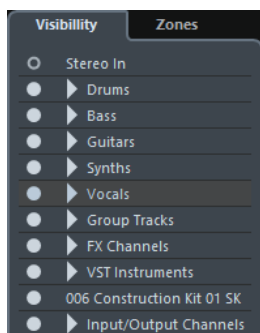 Visibillity Zones
Stereo In
Drums
Bass
Guitars
Synths
Vocals
Group Tracks
FX Channels
VST Instruments
006 Construction Kit 01 SK
Input/Output Channels